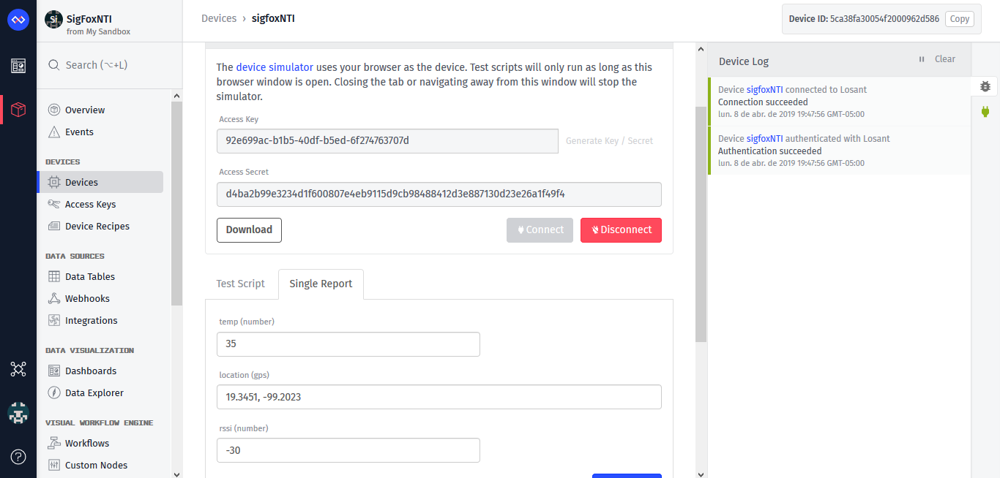 SigFoxNTI
from My Sandbox
Search (⌥+L)
Overview
Events
DEVICES
Devices
Access Keys
Device Recipes
DATA SOURCES
Data Tables
Webhooks
Integrations
DATA VISUALIZATION
Dashboards
Data Explorer
VISUAL WORKFLOW ENGINE
Workflows
Custom Nodes
Devices › sigfoxNTI
Device ID: 5ca38fa30054f2000962d586 Copy
The device simulator uses your browser as the device. Test scripts will only run as long as this
browser window is open. Closing the tab or navigating away from this window will stop the
simulator.
Access Key
92e699ac-b1b5-40df-b5ed-6f274763707d
Generate Key / Secret
Access Secret
d4ba2b99e3234d1f600807e4eb9115d9cb98488412d3e887130d23e26a1f49f4
Download
Connect
Disconnect
Test Script
Single Report
temp (number)
35
location (gps)
19.3451, -99.2023
rssi (number)
-30
Device Log
Clear
Device sigfoxNTI connected to Losant
Connection succeeded
lun. 8 de abr. de 2019 19:47:56 GMT-05:00
Device sigfoxNTI authenticated with Losant
Authentication succeeded
lun. 8 de abr. de 2019 19:47:56 GMT-05:00